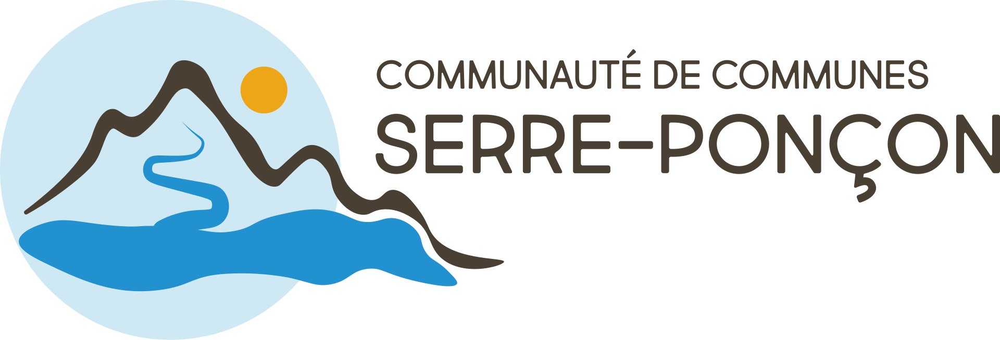 COMMUNAUTÉ DE COMMUNES
SERRE-PONÇON